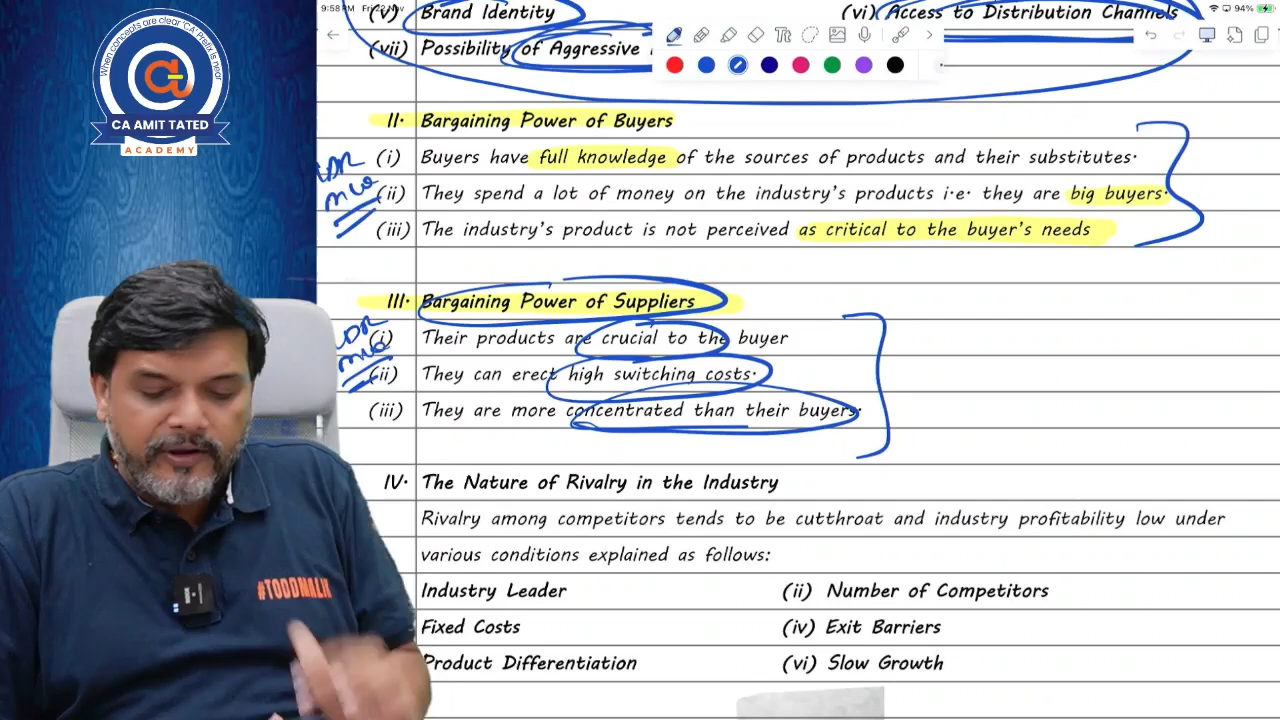 9:58PM Fri 22 Nov
94%
(v) Brand Identity (vi) Access to Distribution Channels
(vii) Possibility of Aggressive
When concepts are clear 'CA' Prefix is near
CA AMIT TATED
ACADEMY
II. Bargaining Power of Buyers
(i) Buyers have full knowledge of the sources of products and their substitutes.
(ii) They spend a lot of money on the industry's products i.e. they are big buyers.
(iii) The industry's product is not perceived as critical to the buyer's needs
III. Bargaining Power of Suppliers
(i) Their products are crucial to the buyer
(ii) They can erect high switching costs.
(iii) They are more concentrated than their buyers.
IV. The Nature of Rivalry in the Industry
Rivalry among competitors tends to be cutthroat and industry profitability low under
various conditions explained as follows:
Industry Leader (ii) Number of Competitors
Fixed Costs (iv) Exit Barriers
Product Differentiation (vi) Slow Growth